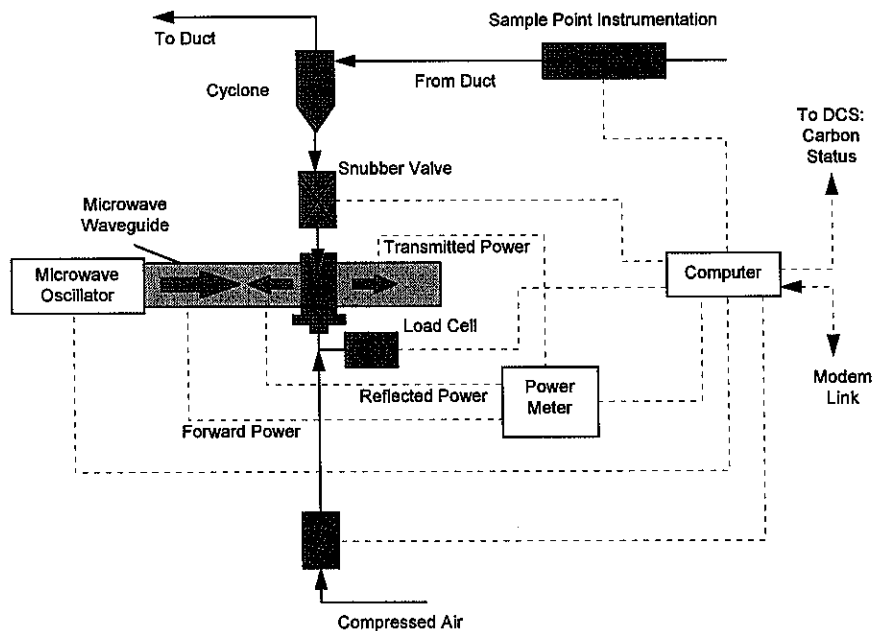 Sample Point Instrumentation
To Duct
From Duct
Cyclone
To DCS:
Carbon
Status
Snubber Valve
Microwave
Waveguide
Transmitted Power
Microwave
Oscillator
Computer
Load Cell
Reflected Power
Power
Meter
Modem
Link
Forward Power
Compressed Air